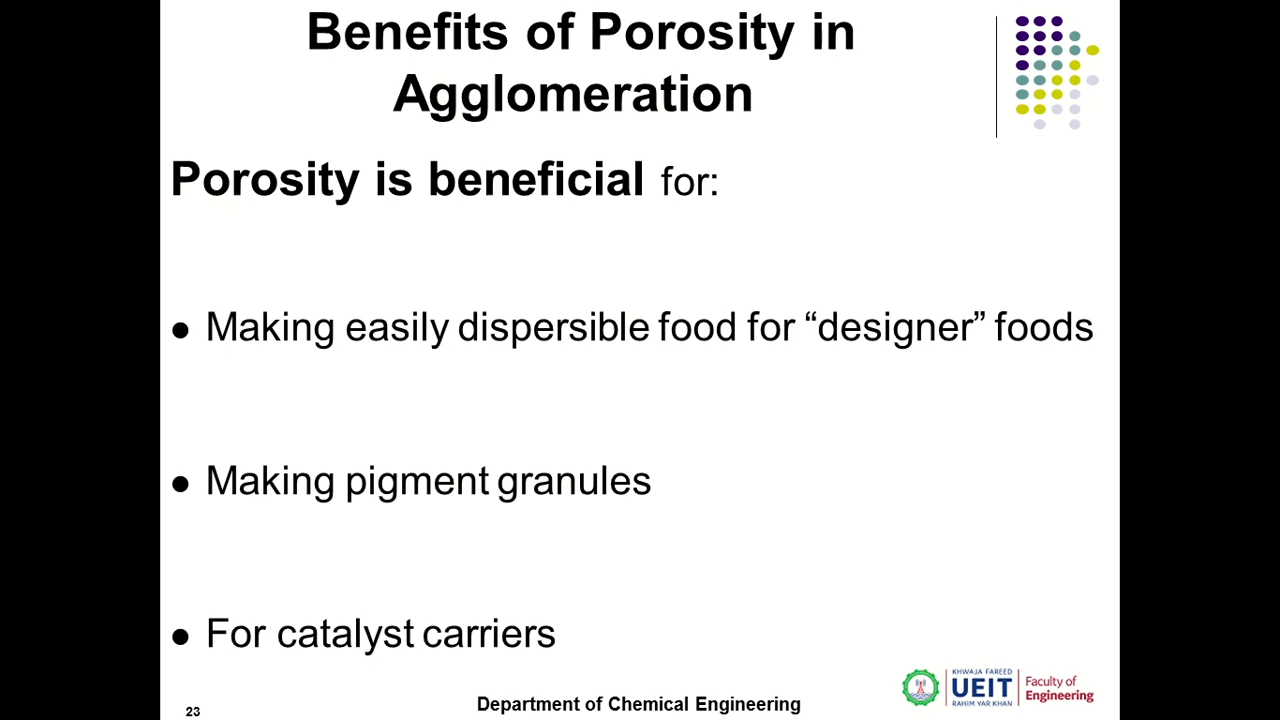 Benefits of Porosity in
Agglomeration
Porosity is beneficial for:
● Making easily dispersible food for “designer” foods
● Making pigment granules
● For catalyst carriers
23
Department of Chemical Engineering
KHWAJA FAREED
UEIT
RAHIM YAR KHAN
Faculty of
Engineering